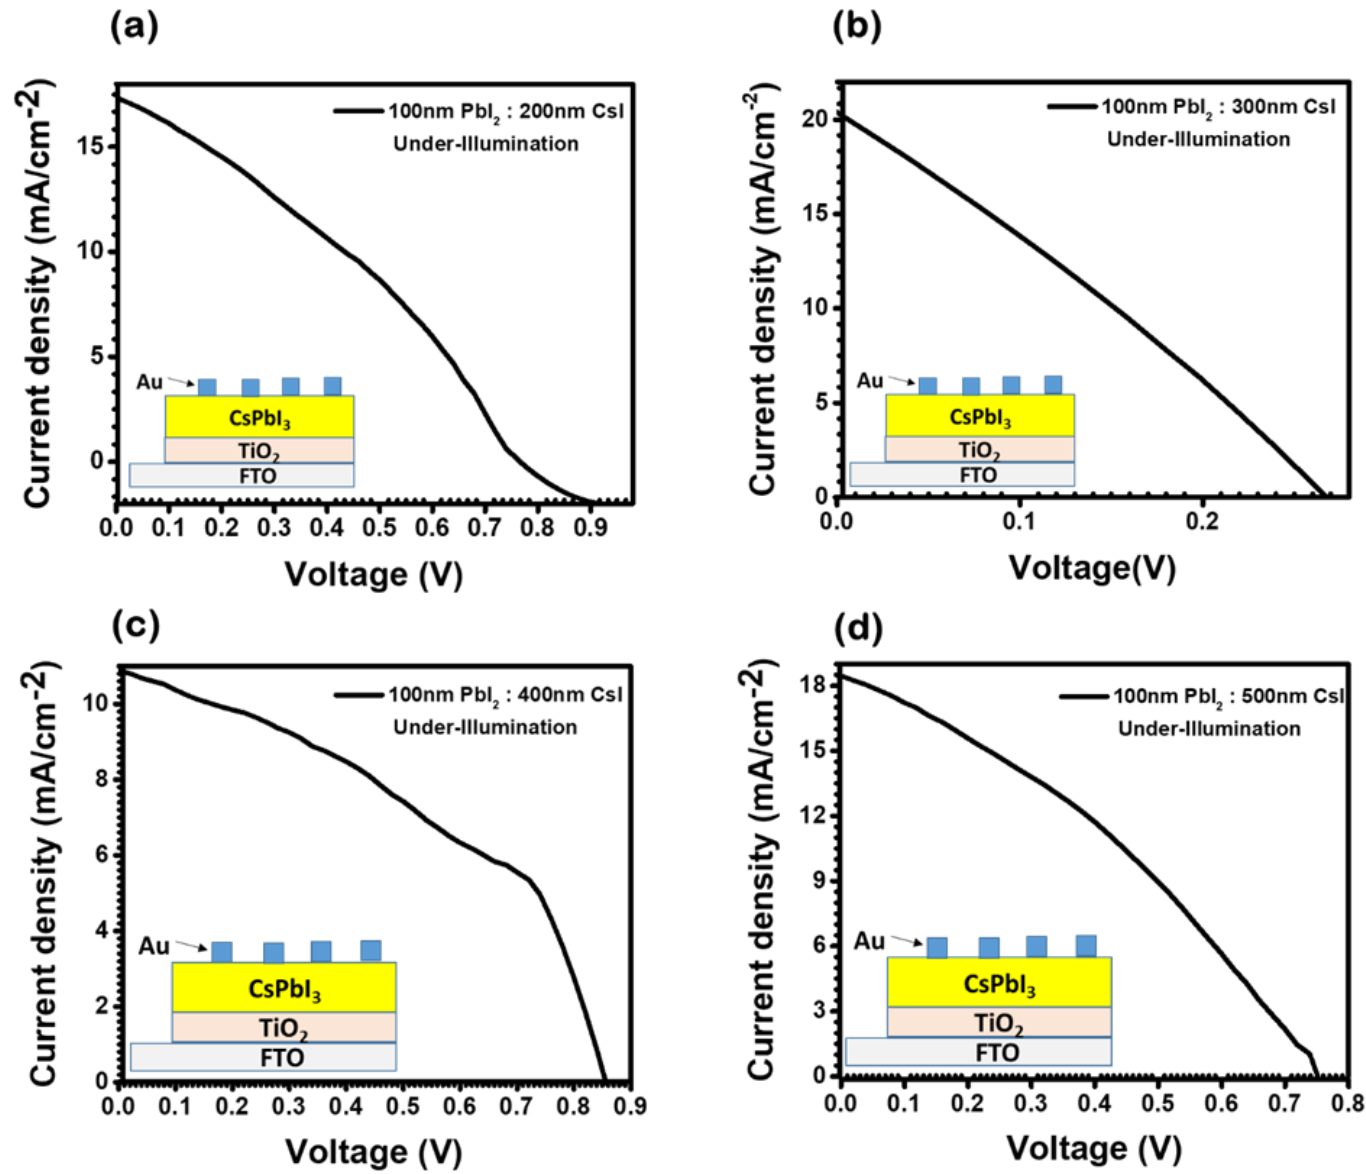 (a)
Current density (mA/cm⁻²)
15
10
5
0
100nm PbI₂ : 200nm CsI
Under-Illumination
Au
CsPbI₃
TiO₂
FTO
0.0 0.1 0.2 0.3 0.4 0.5 0.6 0.7 0.8 0.9
Voltage (V)
(b)
Current density (mA/cm⁻²)
20
15
10
5
0
100nm PbI₂ : 300nm CsI
Under-Illumination
Au
CsPbI₃
TiO₂
FTO
0.0 0.1 0.2
Voltage(V)
(c)
Current density (mA/cm⁻²)
10
8
6
4
2
0
100nm PbI₂ : 400nm CsI
Under-Illumination
Au
CsPbI₃
TiO₂
FTO
0.0 0.1 0.2 0.3 0.4 0.5 0.6 0.7 0.8 0.9
Voltage (V)
(d)
Current density (mA/cm⁻²)
18
15
12
9
6
3
0
100nm PbI₂ : 500nm CsI
Under-Illumination
Au
CsPbI₃
TiO₂
FTO
0.0 0.1 0.2 0.3 0.4 0.5 0.6 0.7 0.8
Voltage (V)